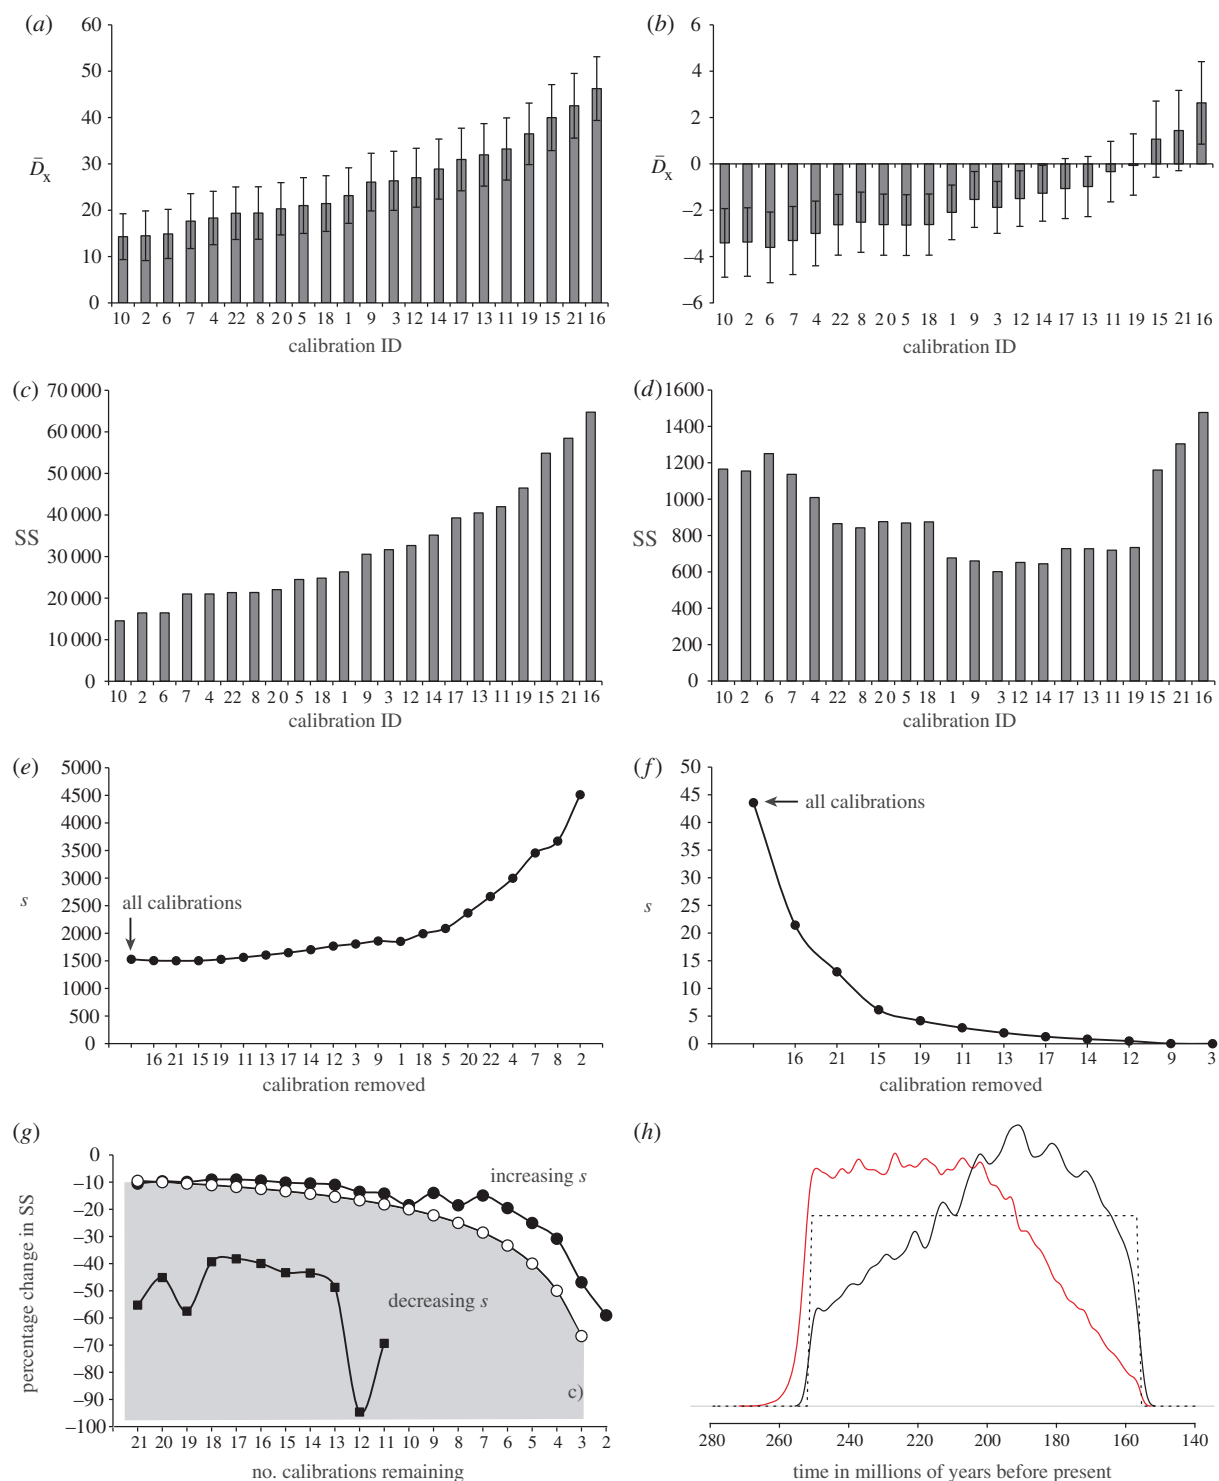 (a)
60
50
40
D̄x
30
20
10
0
10 2 6 7 4 22 8 20 5 18 1 9 3 12 14 17 13 11 19 15 21 16
calibration ID
(b)
6
4
2
D̄x
0
–2
–4
–6
10 2 6 7 4 22 8 20 5 18 1 9 3 12 14 17 13 11 19 15 21 16
calibration ID
(c)
70 000
60 000
50 000
40 000
SS
30 000
20 000
10 000
0
10 2 6 7 4 22 8 20 5 18 1 9 3 12 14 17 13 11 19 15 21 16
calibration ID
(d)
1600
1400
1200
1000
SS
800
600
400
200
0
10 2 6 7 4 22 8 20 5 18 1 9 3 12 14 17 13 11 19 15 21 16
calibration ID
(e)
5000
4500
4000
3500
3000
s
2500
all calibrations
2000
1500
1000
500
0
16 21 15 19 11 13 17 14 12 3 9 1 18 5 20 22 4 7 8 2
calibration removed
(f)
50
45
all calibrations
40
35
30
s
25
20
15
10
5
0
16 21 15 19 11 13 17 14 12 9 3
calibration removed
(g)
percentage change in SS
0
–10
increasing s
–20
–30
–40
–50
decreasing s
–60
–70
–80
–90
c)
–100
21 20 19 18 17 16 15 14 13 12 11 10 9 8 7 6 5 4 3 2
no. calibrations remaining
(h)
280 260 240 220 200 180 160 140
time in millions of years before present